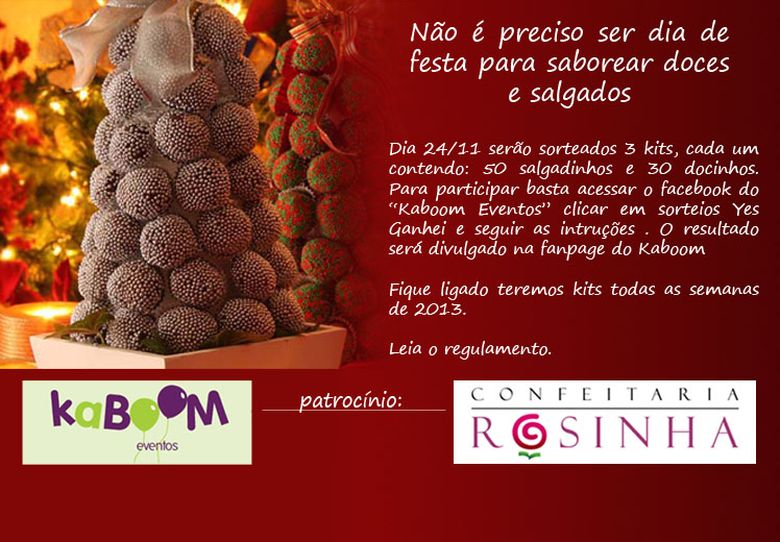 Não é preciso ser dia de
festa para saborear doces
e salgados
Dia 24/11 serão sorteados 3 kits, cada um
contendo: 50 salgadinhos e 30 docinhos.
Para participar basta acessar o facebook do
“Kaboom Eventos” clicar em sorteios Yes
Ganhei e seguir as intruções . O resultado
será divulgado na fanpage do Kaboom
Fique ligado teremos kits todas as semanas
de 2013.
Leia o regulamento.
kaBOOM
eventos
patrocínio:
CONFEITARIA
ROSINHA